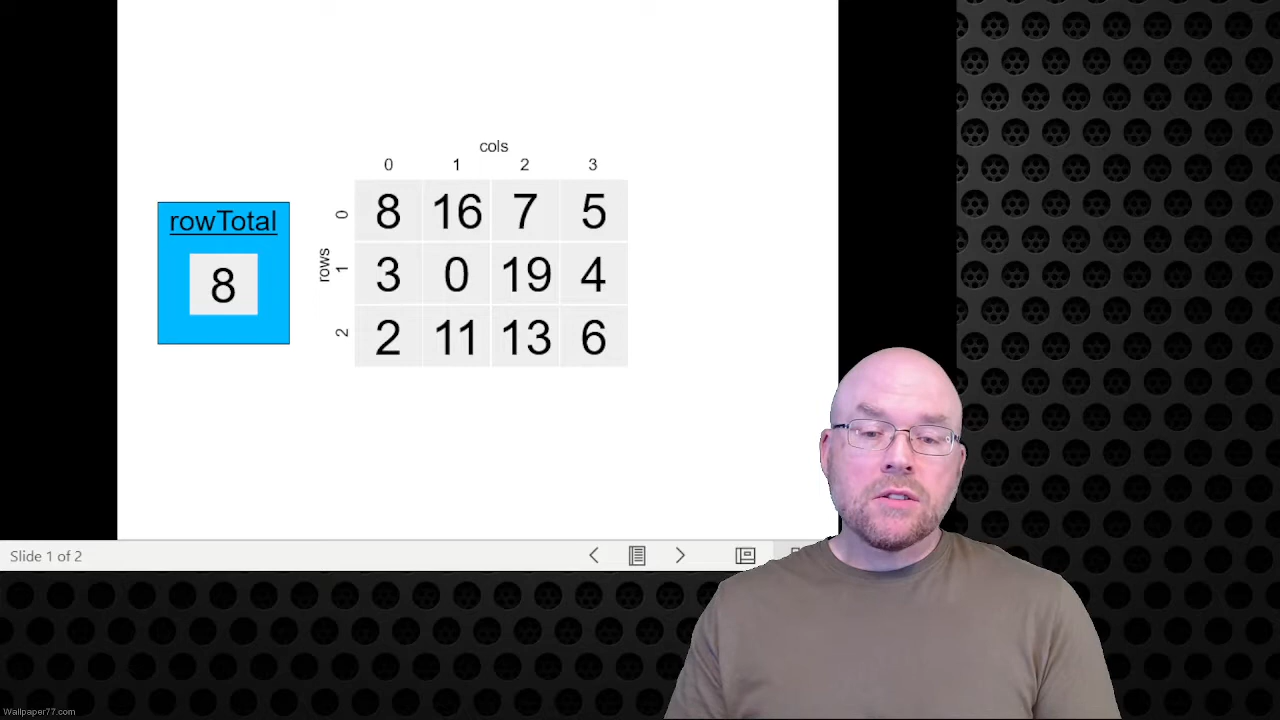 cols
0 1 2 3
rowTotal
8
rows
0 8 16 7 5
1 3 0 19 4
2 2 11 13 6
Slide 1 of 2
Wallpaper77.com